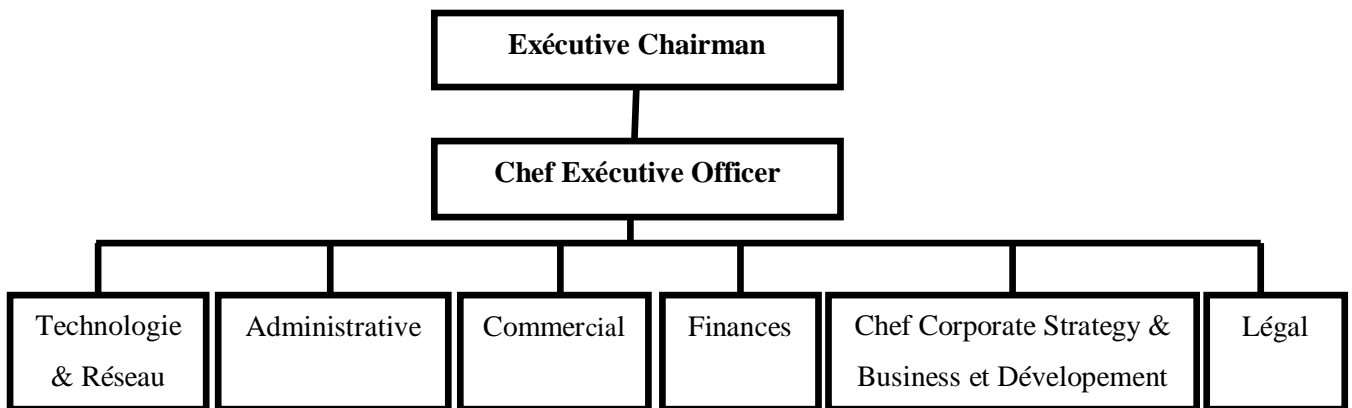 Exécutive Chairman
Chef Exécutive Officer
Technologie
& Réseau
Administrative
Commercial
Finances
Chef Corporate Strategy &
Business et Dévelopement
Légal